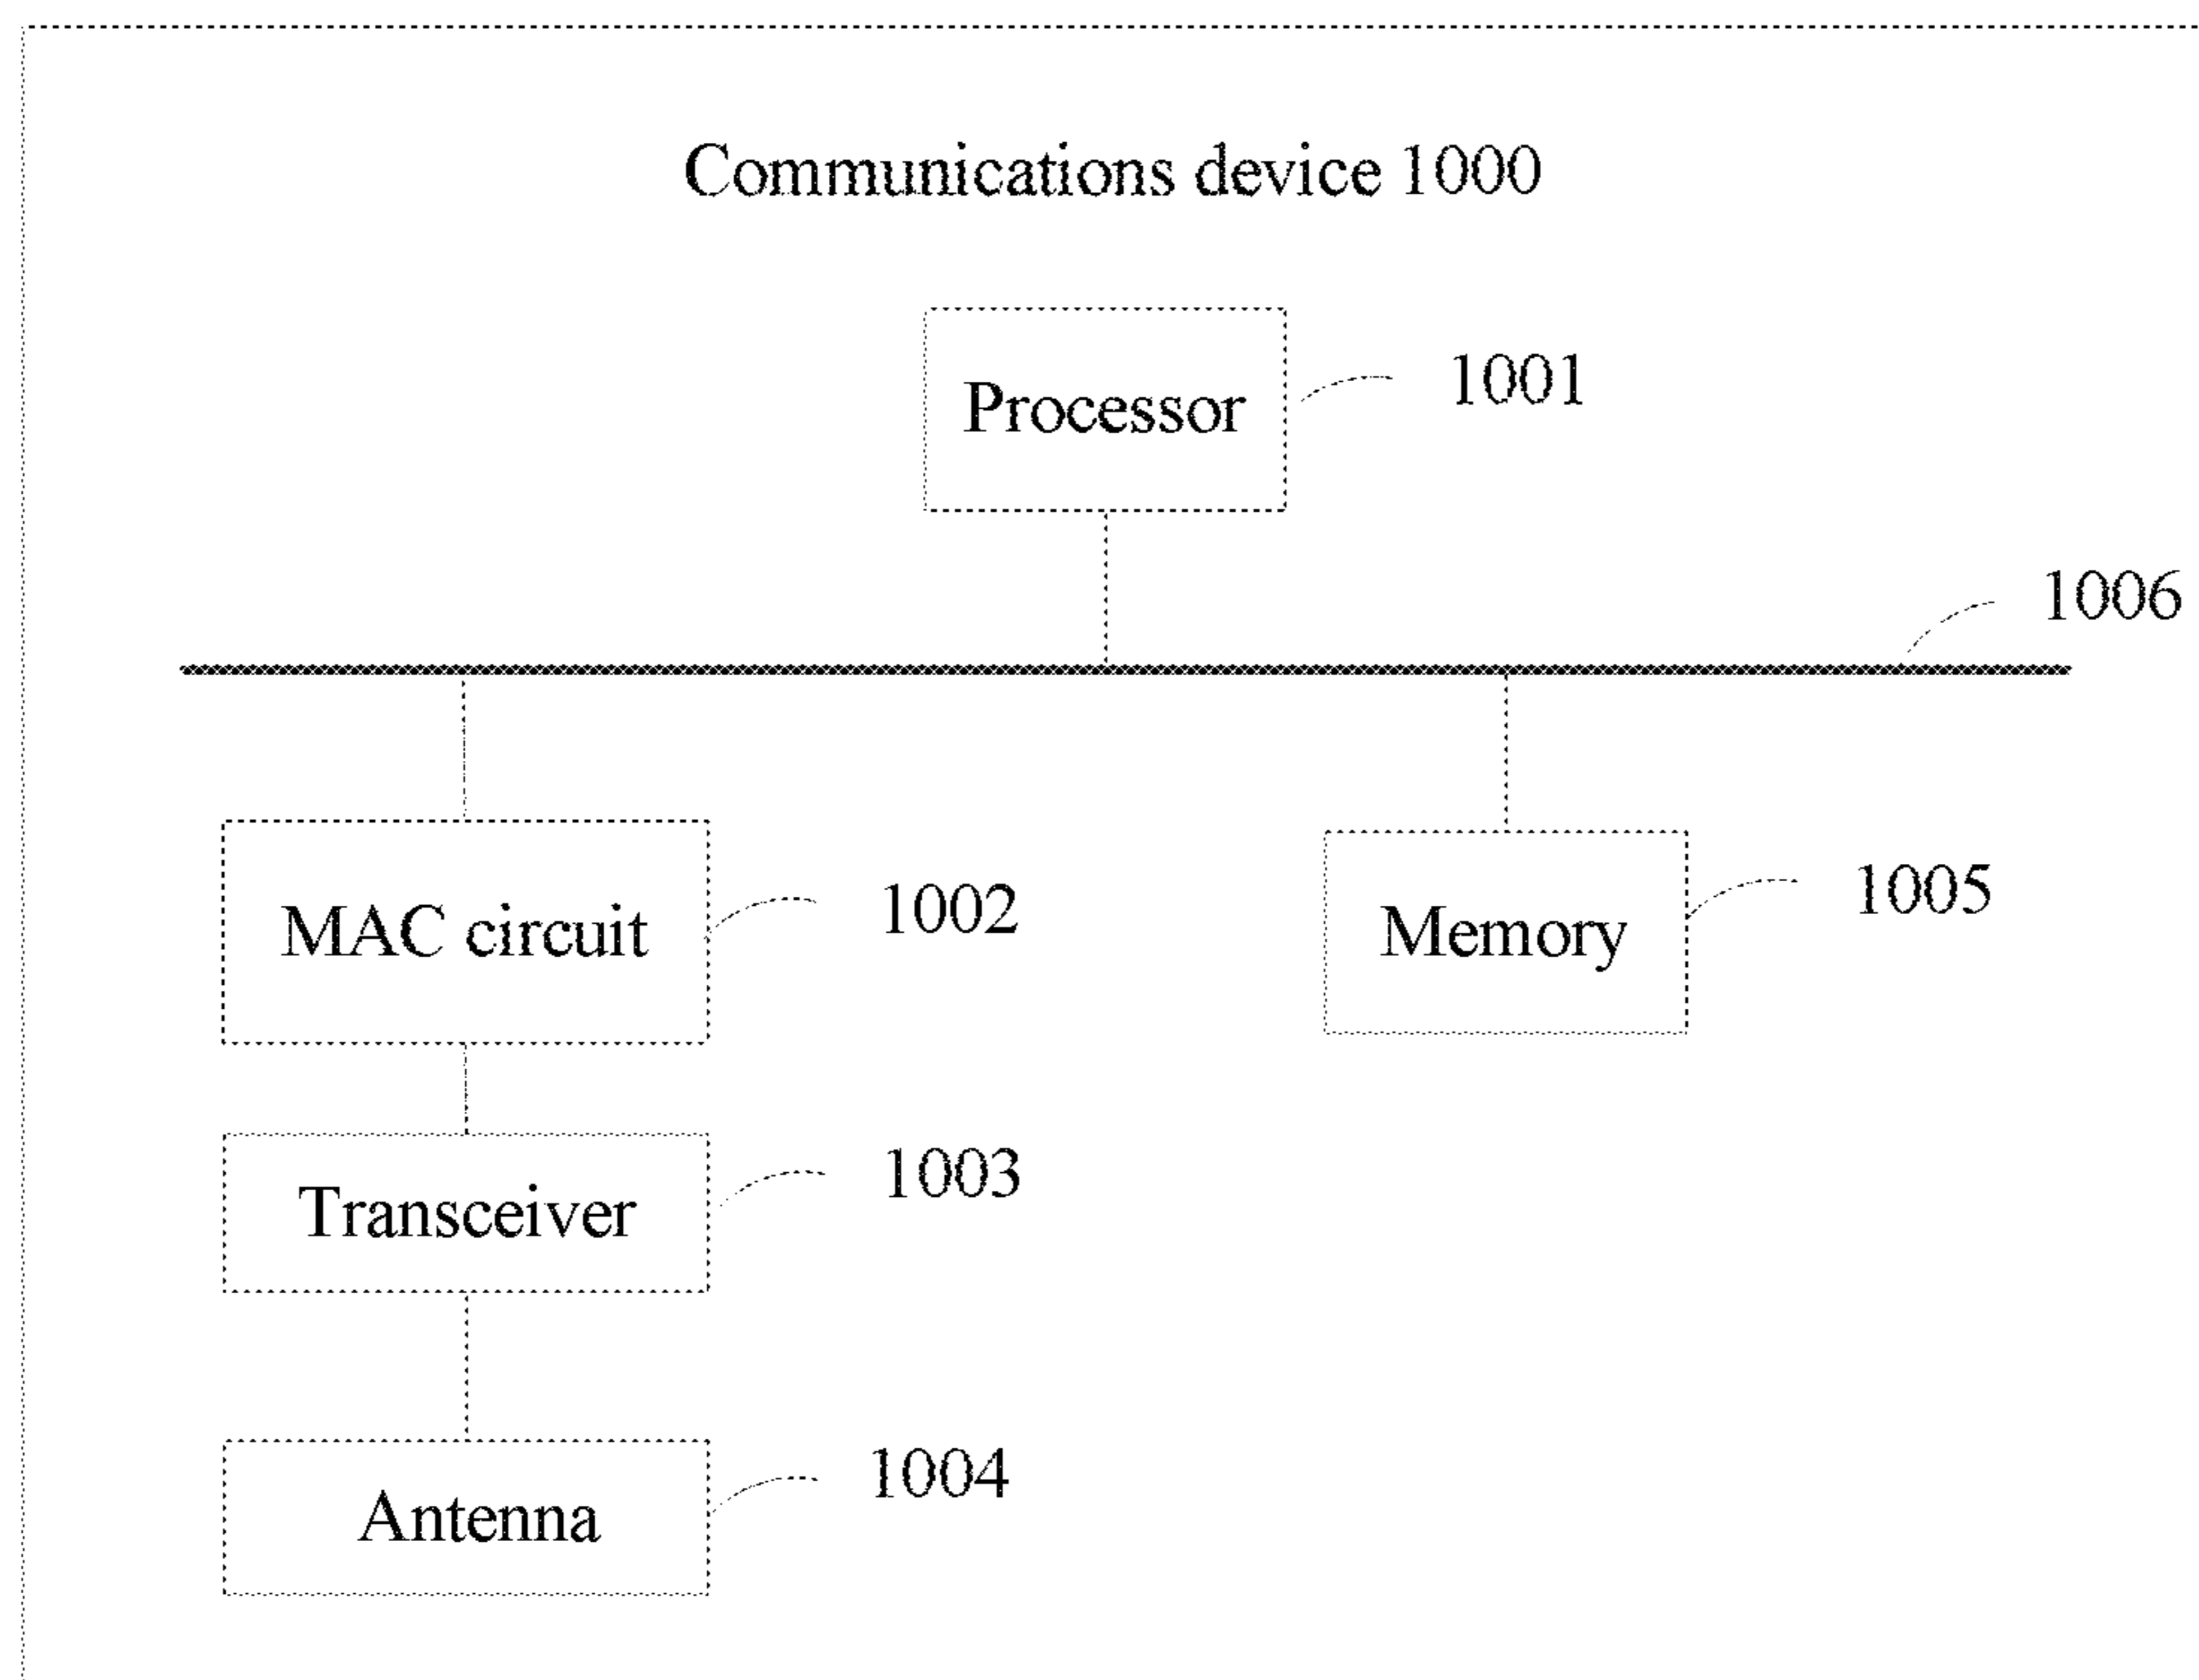 Communications device 1000
Processor
1001
1006
MAC circuit
1002
Memory
1005
Transceiver
1003
Antenna
1004